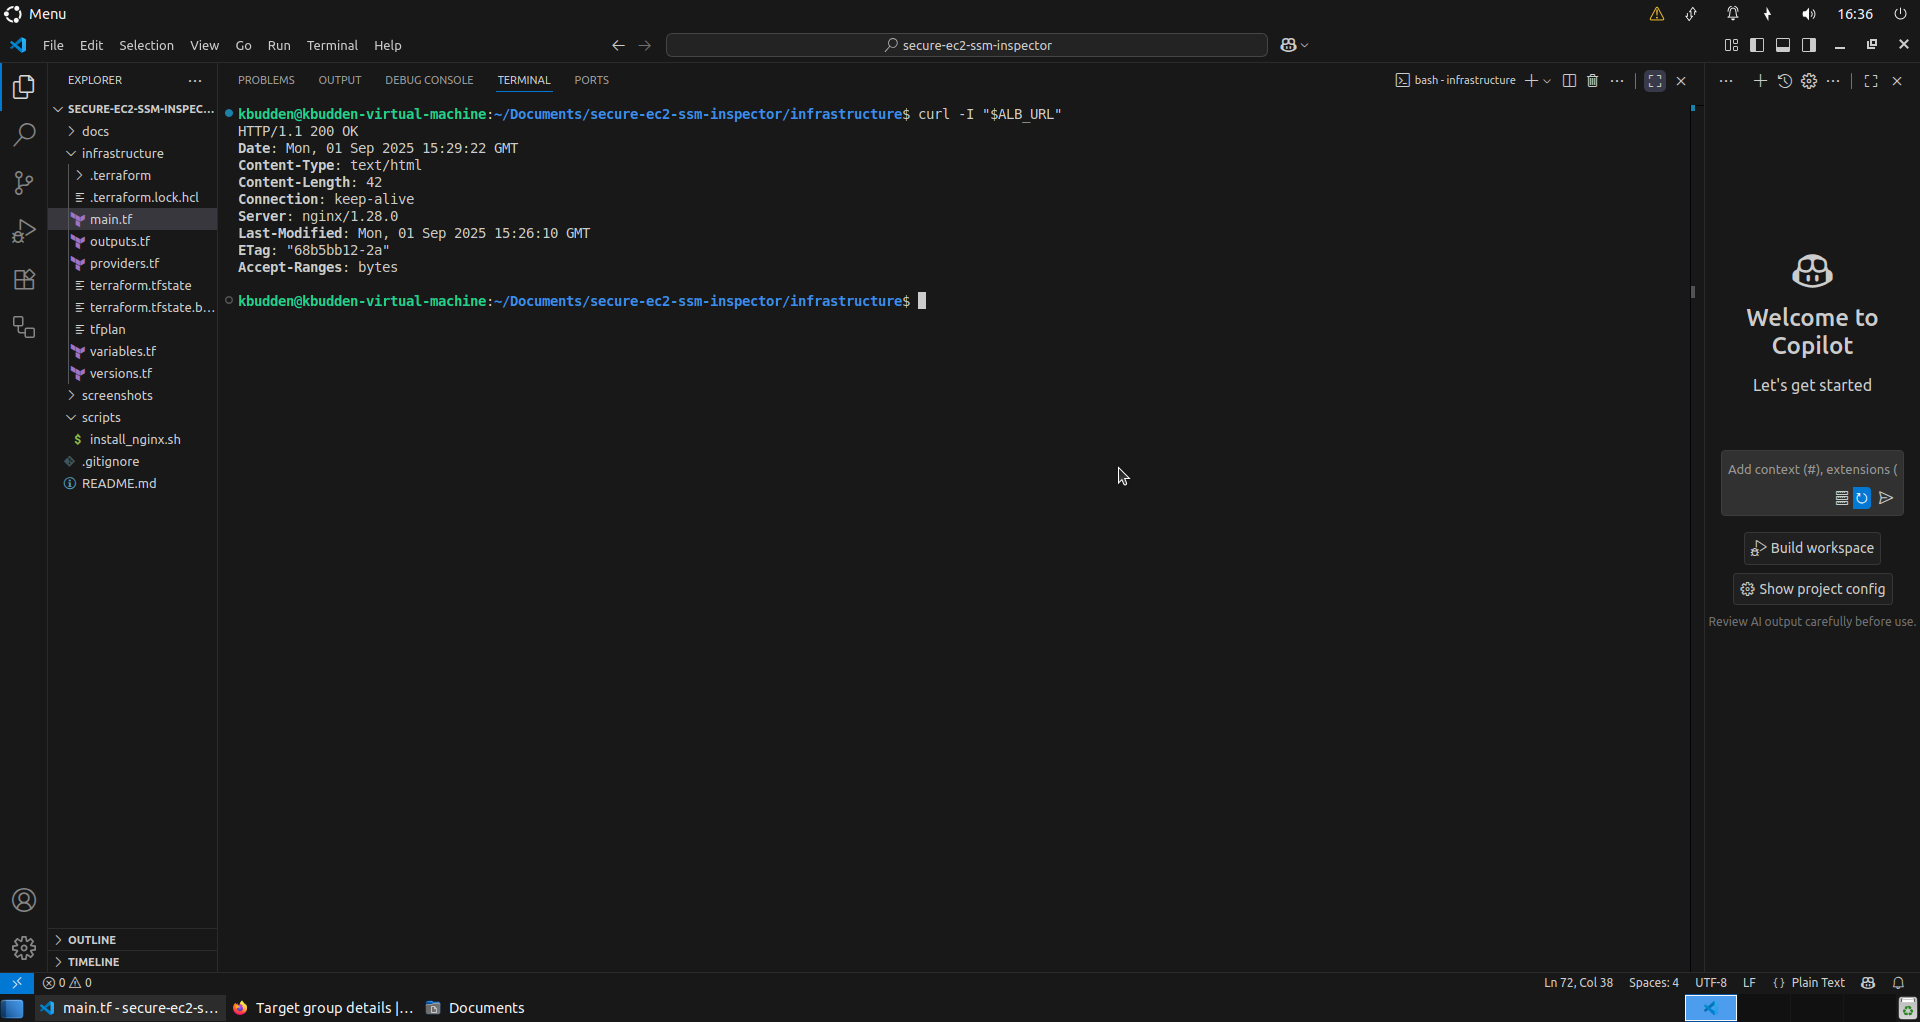 Menu
16:36
File Edit Selection View Go Run Terminal Help
secure-ec2-ssm-inspector
EXPLORER
PROBLEMS OUTPUT DEBUG CONSOLE TERMINAL PORTS
bash - infrastructure
SECURE-EC2-SSM-INSPEC...
docs
infrastructure
.terraform
.terraform.lock.hcl
main.tf
outputs.tf
providers.tf
terraform.tfstate
terraform.tfstate.b...
tfplan
variables.tf
versions.tf
screenshots
scripts
$ install_nginx.sh
.gitignore
README.md
OUTLINE
TIMELINE
kbudden@kbudden-virtual-machine:~/Documents/secure-ec2-ssm-inspector/infrastructure$ curl -I "$ALB_URL"
HTTP/1.1 200 OK
Date: Mon, 01 Sep 2025 15:29:22 GMT
Content-Type: text/html
Content-Length: 42
Connection: keep-alive
Server: nginx/1.28.0
Last-Modified: Mon, 01 Sep 2025 15:26:10 GMT
ETag: "68b5bb12-2a"
Accept-Ranges: bytes
kbudden@kbudden-virtual-machine:~/Documents/secure-ec2-ssm-inspector/infrastructure$
Welcome to
Copilot
Let's get started
Add context (#), extensions (
Build workspace
Show project config
Review AI output carefully before use.
0 0
Ln 72, Col 38 Spaces: 4 UTF-8 LF {} Plain Text
main.tf - secure-ec2-s... Target group details |... Documents